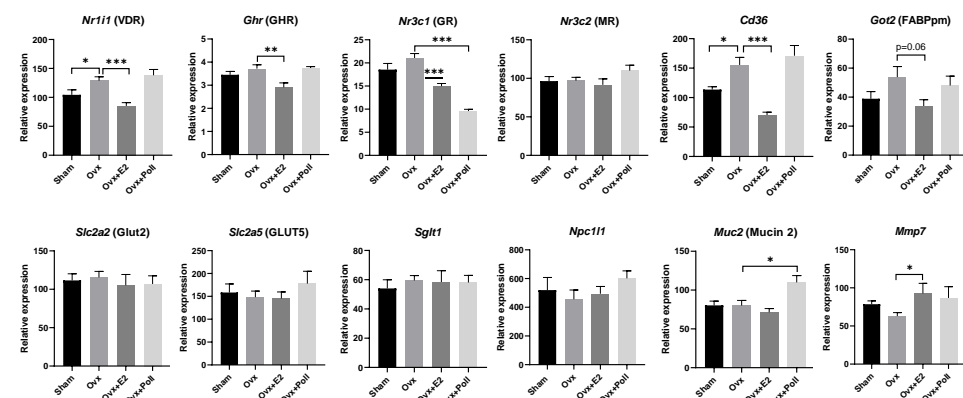 Nr1i1 (VDR)
Relative expression
200
150
100
50
0
*
***
Sham
Ovx
Ovx+E2
Ovx+Poll
Ghr (GHR)
Relative expression
5
4
3
2
1
0
**
Sham
Ovx
Ovx+E2
Ovx+Poll
Nr3c1 (GR)
Relative expression
25
20
15
10
5
0
***
***
Sham
Ovx
Ovx+E2
Ovx+Poll
Nr3c2 (MR)
Relative expression
150
100
50
0
Sham
Ovx
Ovx+E2
Ovx+Poll
Cd36
Relative expression
200
150
100
50
0
*
***
Sham
Ovx
Ovx+E2
Ovx+Poll
Got2 (FABPpm)
Relative expression
80
60
40
20
0
p=0.06
Sham
Ovx
Ovx+E2
Ovx+Poll
Slc2a2 (Glut2)
Relative expression
150
100
50
0
Sham
Ovx
Ovx+E2
Ovx+Poll
Slc2a5 (GLUT5)
Relative expression
250
200
150
100
50
0
Sham
Ovx
Ovx+E2
Ovx+Poll
Sglt1
Relative expression
80
60
40
20
0
Sham
Ovx
Ovx+E2
Ovx+Poll
Npc1l1
Relative expression
800
600
400
200
0
Sham
Ovx
Ovx+E2
Ovx+Poll
Muc2 (Mucin 2)
Relative expression
150
100
50
0
*
Sham
Ovx
Ovx+E2
Ovx+Poll
Mmp7
Relative expression
150
100
50
0
*
Sham
Ovx
Ovx+E2
Ovx+Poll